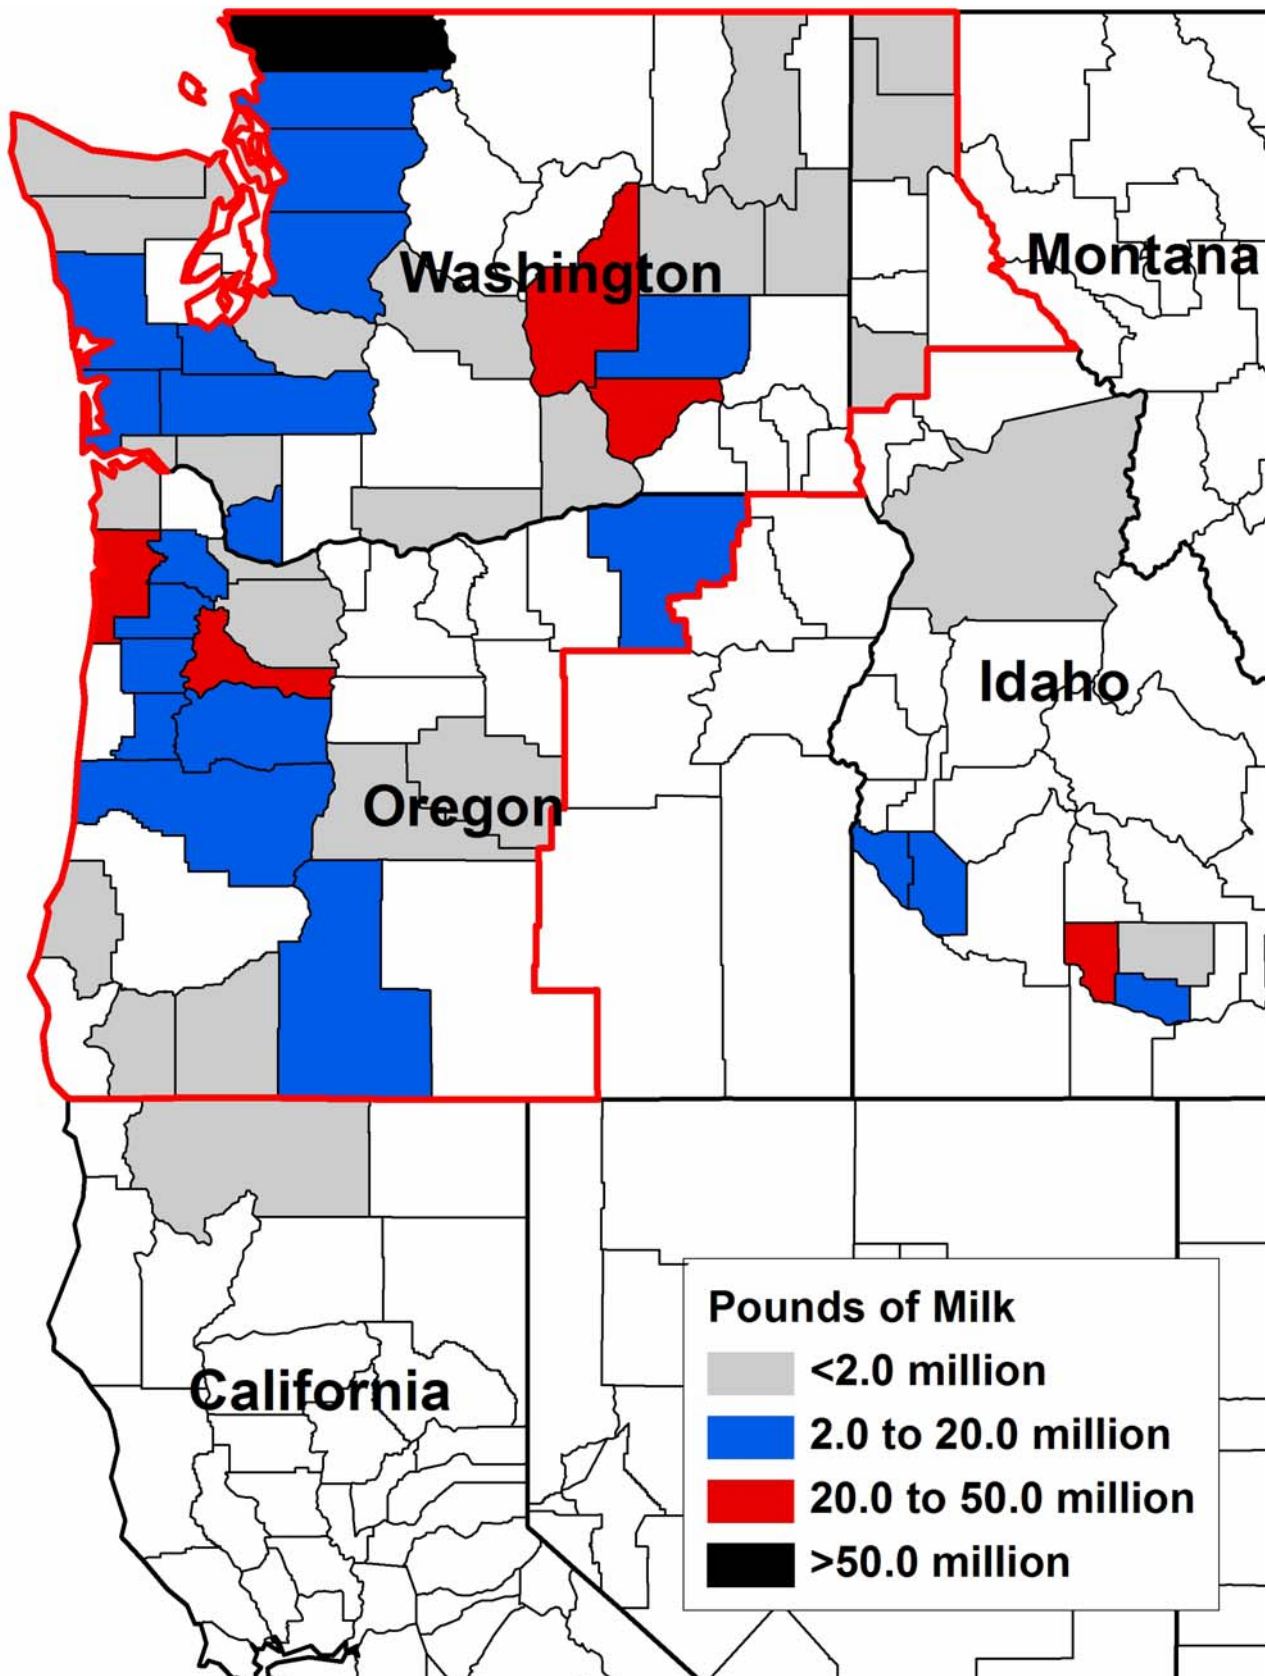 Washington
Montana
Idaho
Oregon
California
Pounds of Milk
<2.0 million
2.0 to 20.0 million
20.0 to 50.0 million
>50.0 million